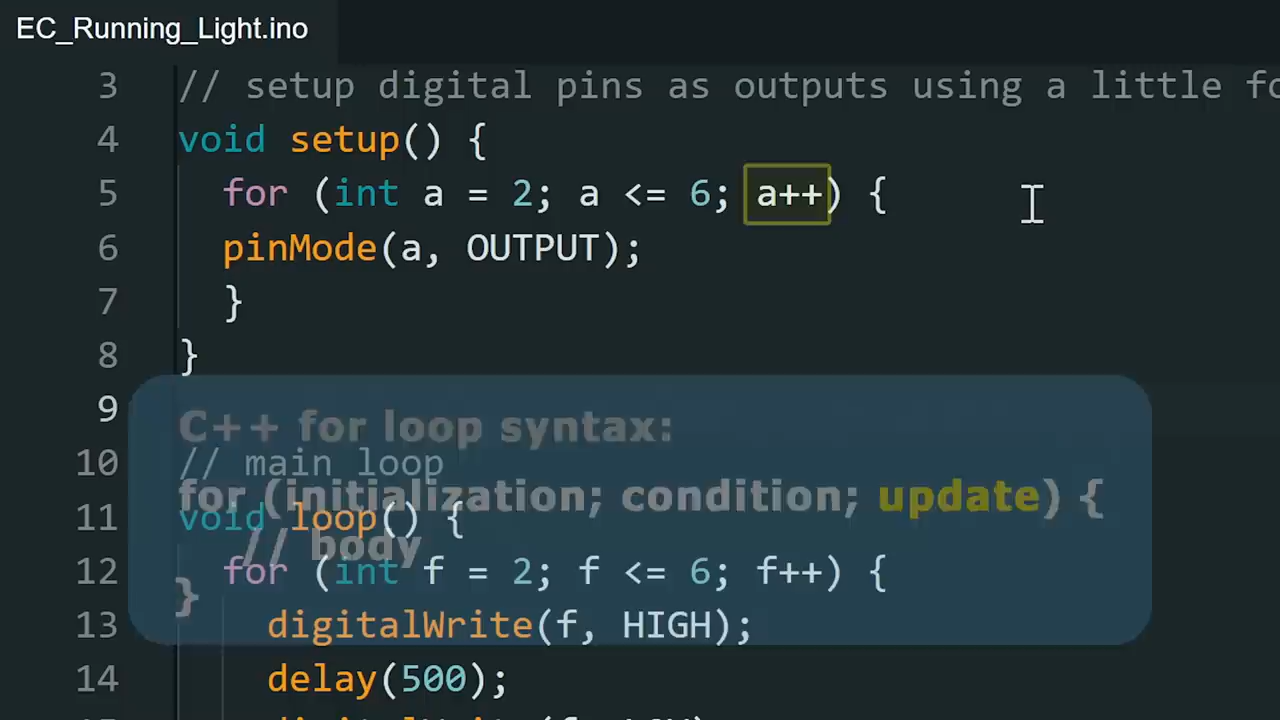 EC_Running_Light.ino
3 // setup digital pins as outputs using a little fo
4 void setup() {
5 for (int a = 2; a <= 6; a++) {
6 pinMode(a, OUTPUT);
7 }
8 }
9
C++ for loop syntax:
10 // main loop
for (initialization; condition; update) {
11 void loop() {
// body
12 for (int f = 2; f <= 6; f++) {
}
13 digitalWrite(f, HIGH);
14 delay(500);